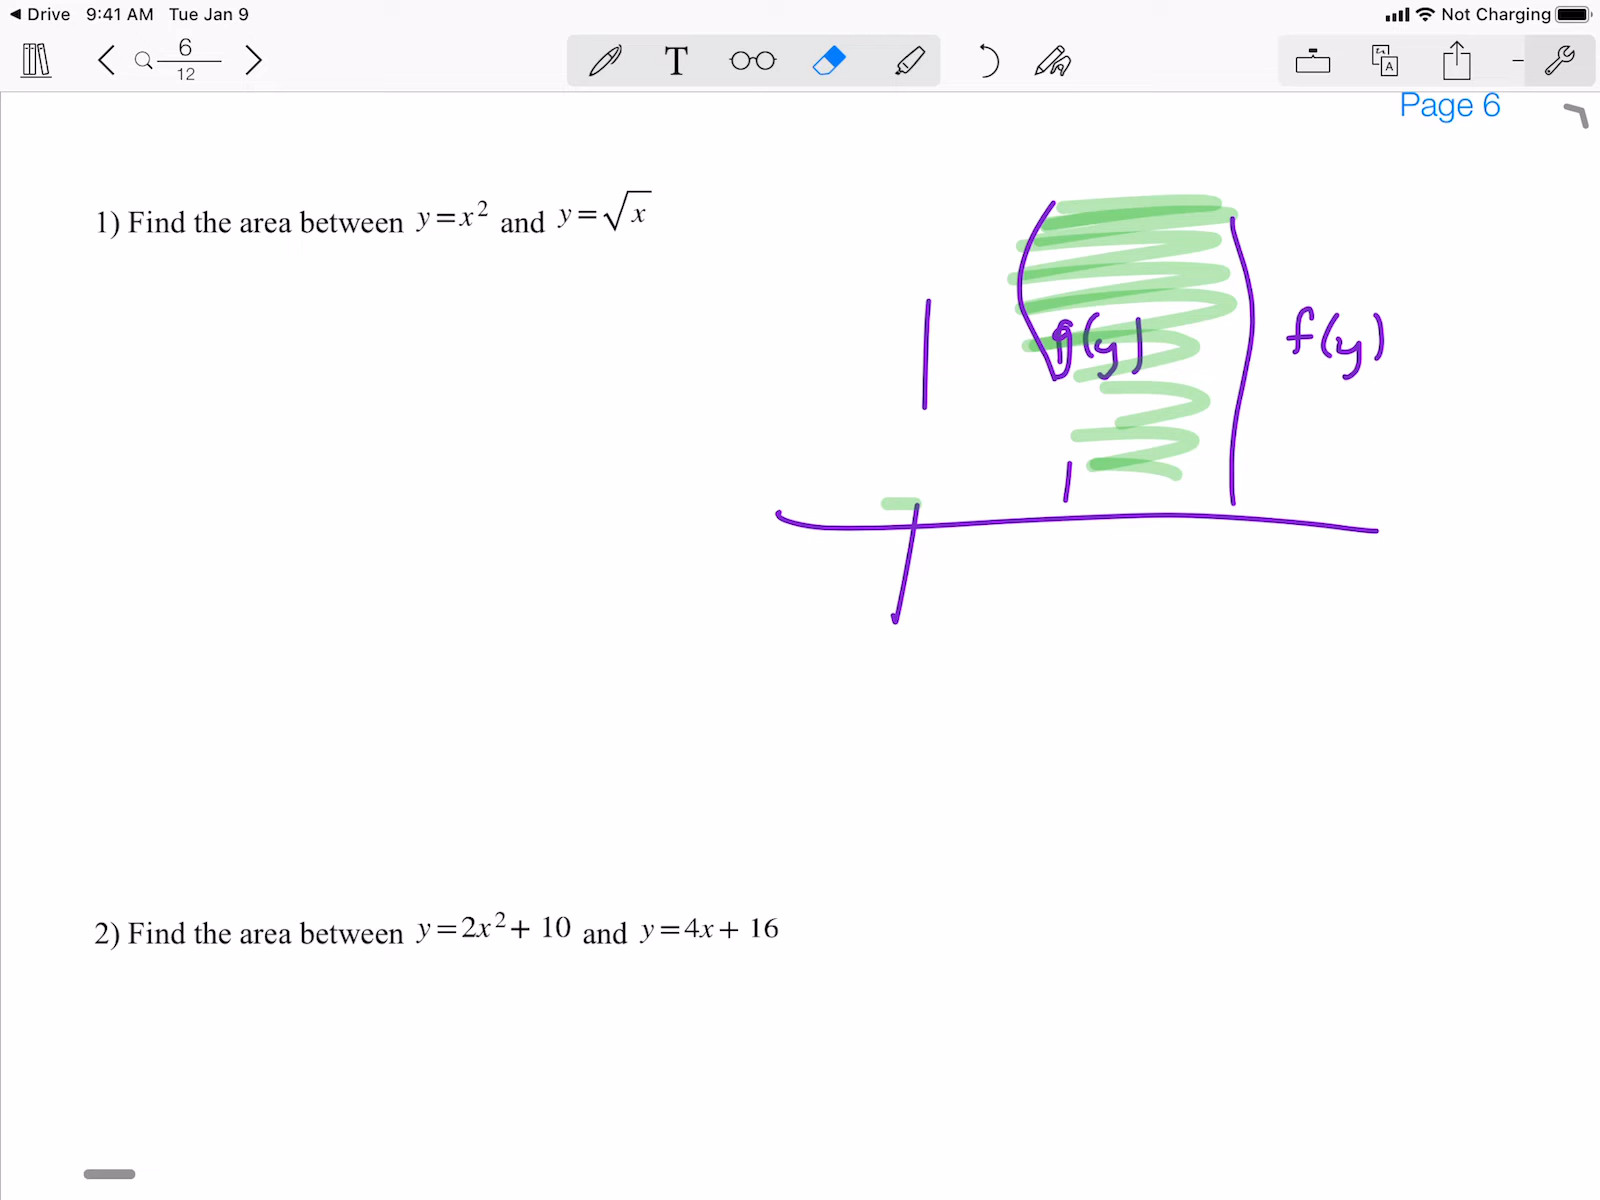 ◀ Drive 9:41 AM Tue Jan 9 Not Charging
6
12
T
A
Page 6
1) Find the area between y=x² and y=√x
g(y) f(y)
2) Find the area between y=2x²+ 10 and y=4x+ 16